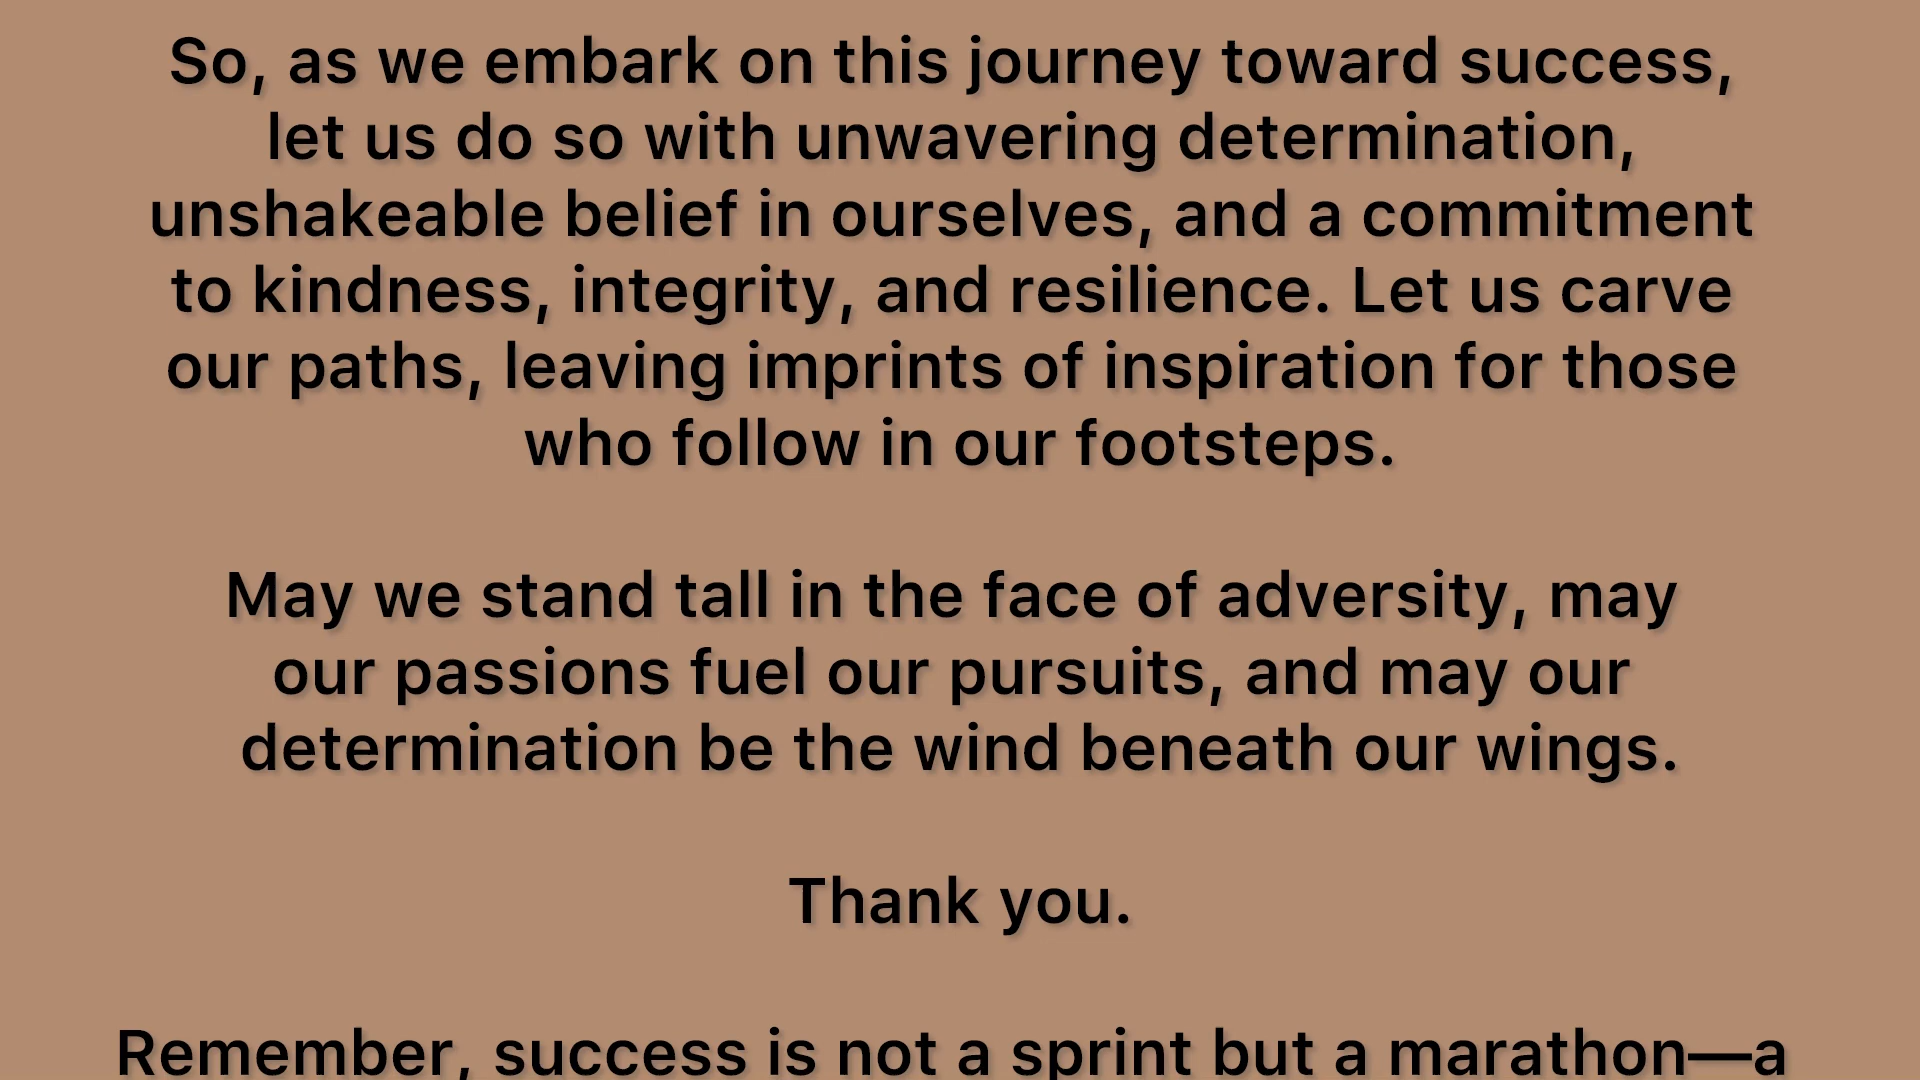 So, as we embark on this journey toward success,
let us do so with unwavering determination,
unshakeable belief in ourselves, and a commitment
to kindness, integrity, and resilience. Let us carve
our paths, leaving imprints of inspiration for those
who follow in our footsteps.
May we stand tall in the face of adversity, may
our passions fuel our pursuits, and may our
determination be the wind beneath our wings.
Thank you.
Remember, success is not a sprint but a marathon—a